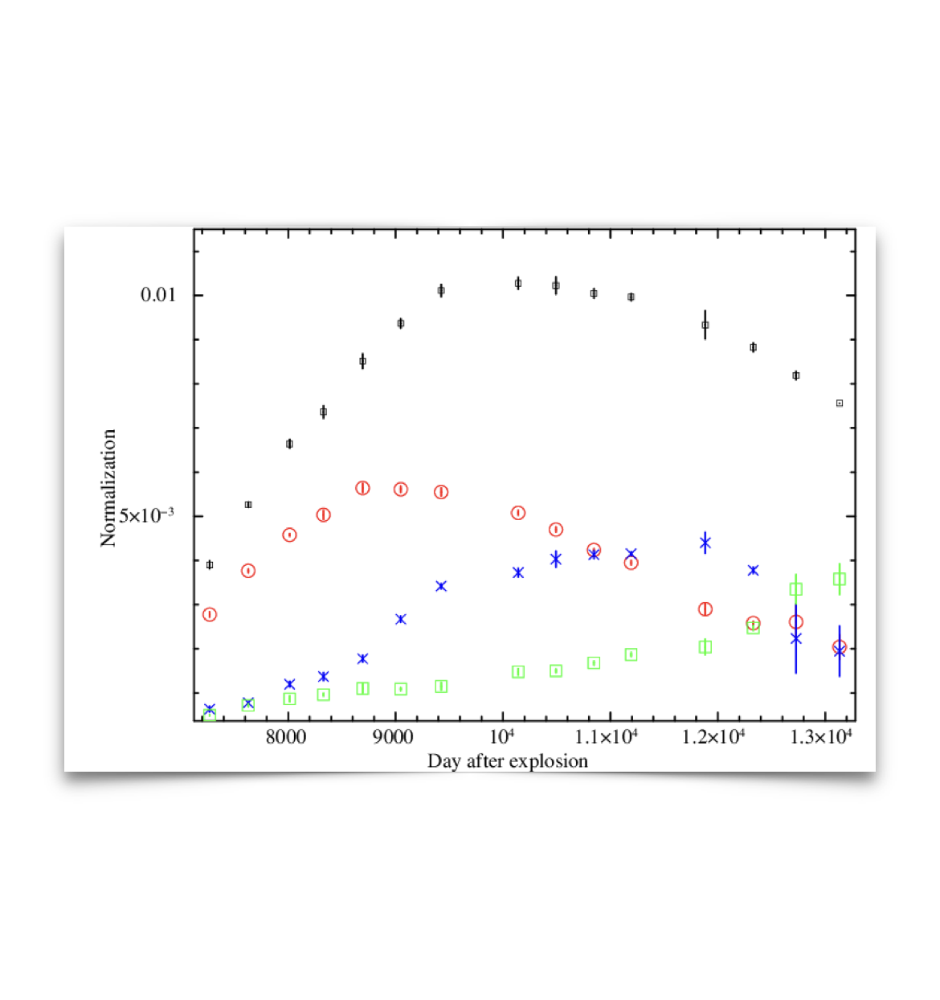 0.01
Normalization
5×10⁻³
8000 9000 10⁴ 1.1×10⁴ 1.2×10⁴ 1.3×10⁴
Day after explosion